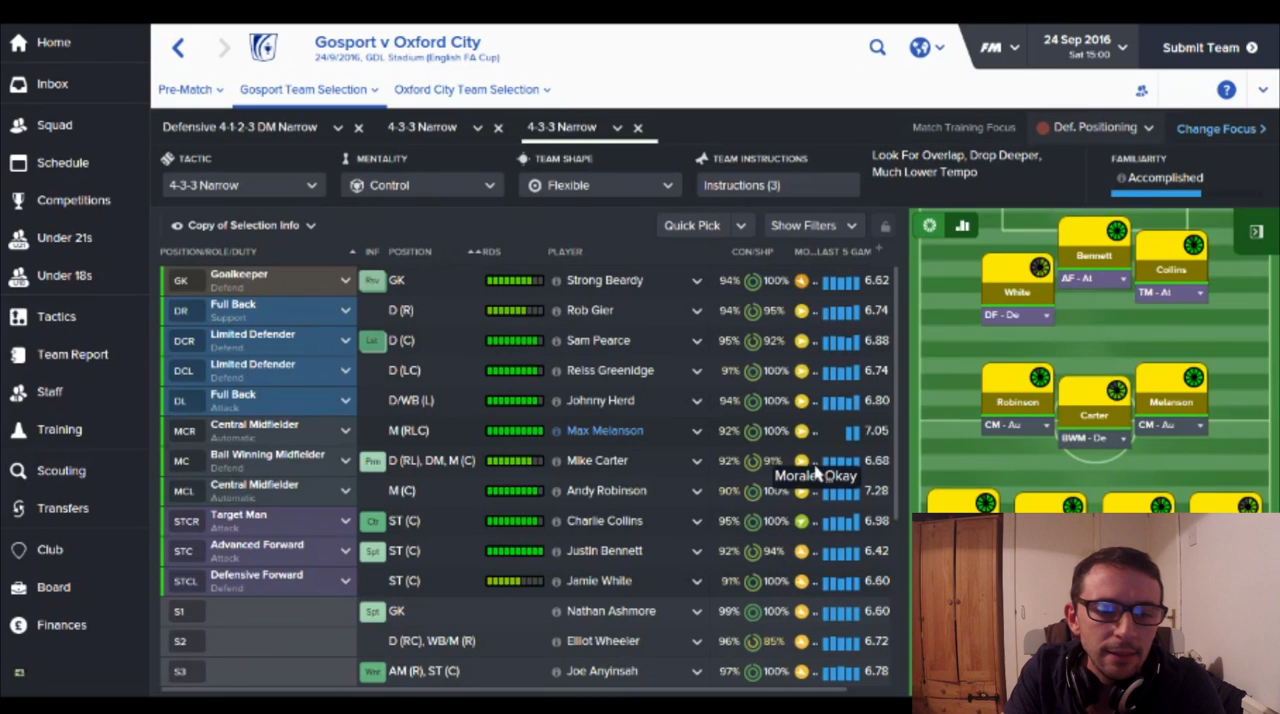 Home
Inbox
Squad
Schedule
Competitions
Under 21s
Under 18s
Tactics
Team Report
Staff
Training
Scouting
Transfers
Club
Board
Finances
Gosport v Oxford City
24/9/2016, GDL Stadium (English FA Cup)
FM
24 Sep 2016
Sat 15:00
Submit Team
Pre-Match
Gosport Team Selection
Oxford City Team Selection
?
Defensive 4-1-2-3 DM Narrow
4-3-3 Narrow
4-3-3 Narrow
Match Training Focus
Def. Positioning
Change Focus >
TACTIC
MENTALITY
TEAM SHAPE
TEAM INSTRUCTIONS
Look For Overlap, Drop Deeper,
Much Lower Tempo
FAMILIARITY
Accomplished
4-3-3 Narrow
Control
Flexible
Instructions (3)
Copy of Selection Info
Quick Pick
Show Filters
POSITION/ROLE/DUTY INF POSITION RDS PLAYER CON/SHP MO... LAST 5 GAM
GK Goalkeeper Defend GK Strong Beardy 94% 100% 6.62
DR Full Back Support D (R) Rob Gier 94% 95% 6.74
DCR Limited Defender Defend D (C) Sam Pearce 95% 92% 6.88
DCL Limited Defender Defend D (LC) Reiss Greenidge 91% 100% 6.74
DL Full Back Attack D/WB (L) Johnny Herd 94% 100% 6.80
MCR Central Midfielder Automatic M (RLC) Max Melanson 92% 100% 7.05
MC Ball Winning Midfielder Defend D (RL), DM, M (C) Mike Carter 92% 91% 6.68
Morale: Okay
MCL Central Midfielder Automatic M (C) Andy Robinson 90% 100% 7.28
STCR Target Man Attack Ctr ST (C) Charlie Collins 95% 100% 6.98
STC Advanced Forward Attack Spt ST (C) Justin Bennett 92% 94% 6.42
STCL Defensive Forward Defend ST (C) Jamie White 91% 100% 6.60
S1 Spt GK Nathan Ashmore 99% 100% 6.60
S2 D (RC), WB/M (R) Elliot Wheeler 96% 85% 6.72
S3 AM (R), ST (C) Joe Anyinsah 97% 100% 6.78
Bennett
AF - At
White
DF - De
Collins
TM - At
Robinson
CM - Au
Carter
BWM - De
Melanson
CM - Au